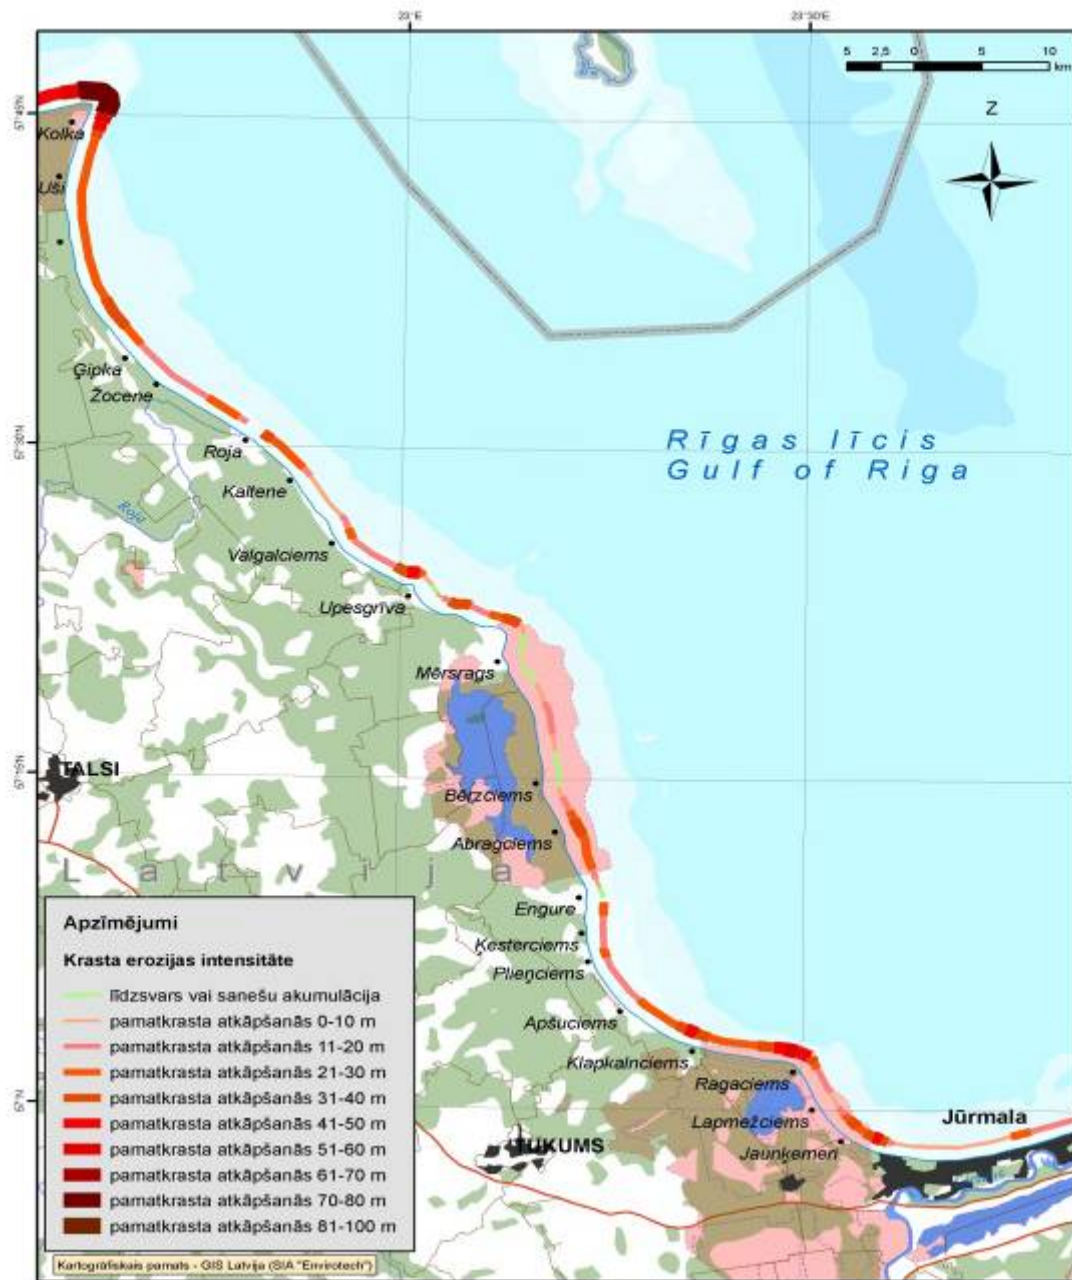 23°E
23°30'E
5 2,5 0 5 10
km
Z
57°45'N
Kolka
Uši
Ģipka
Žocene
57°30'N
Roja
Rīgas līcis
Gulf of Riga
Kaltene
Roja
Valgalciems
Upesgrīva
Mērsrags
57°15'N
TALSI
Bērzciems
Abragciems
Latvija
Engure
Ķesterciems
Plieņciems
Apšuciems
Klapkalnciems
Ragaciems
57°N
Lapmežciems
Jūrmala
TUKUMS
Jaunķemeri
Apzīmējumi
Krasta erozijas intensitāte
līdzsvars vai sanešu akumulācija
pamatkrasta atkāpšanās 0-10 m
pamatkrasta atkāpšanās 11-20 m
pamatkrasta atkāpšanās 21-30 m
pamatkrasta atkāpšanās 31-40 m
pamatkrasta atkāpšanās 41-50 m
pamatkrasta atkāpšanās 51-60 m
pamatkrasta atkāpšanās 61-70 m
pamatkrasta atkāpšanās 70-80 m
pamatkrasta atkāpšanās 81-100 m
Kartogrāfiskais pamats - GIS Latvija (SIA "Envirotech")